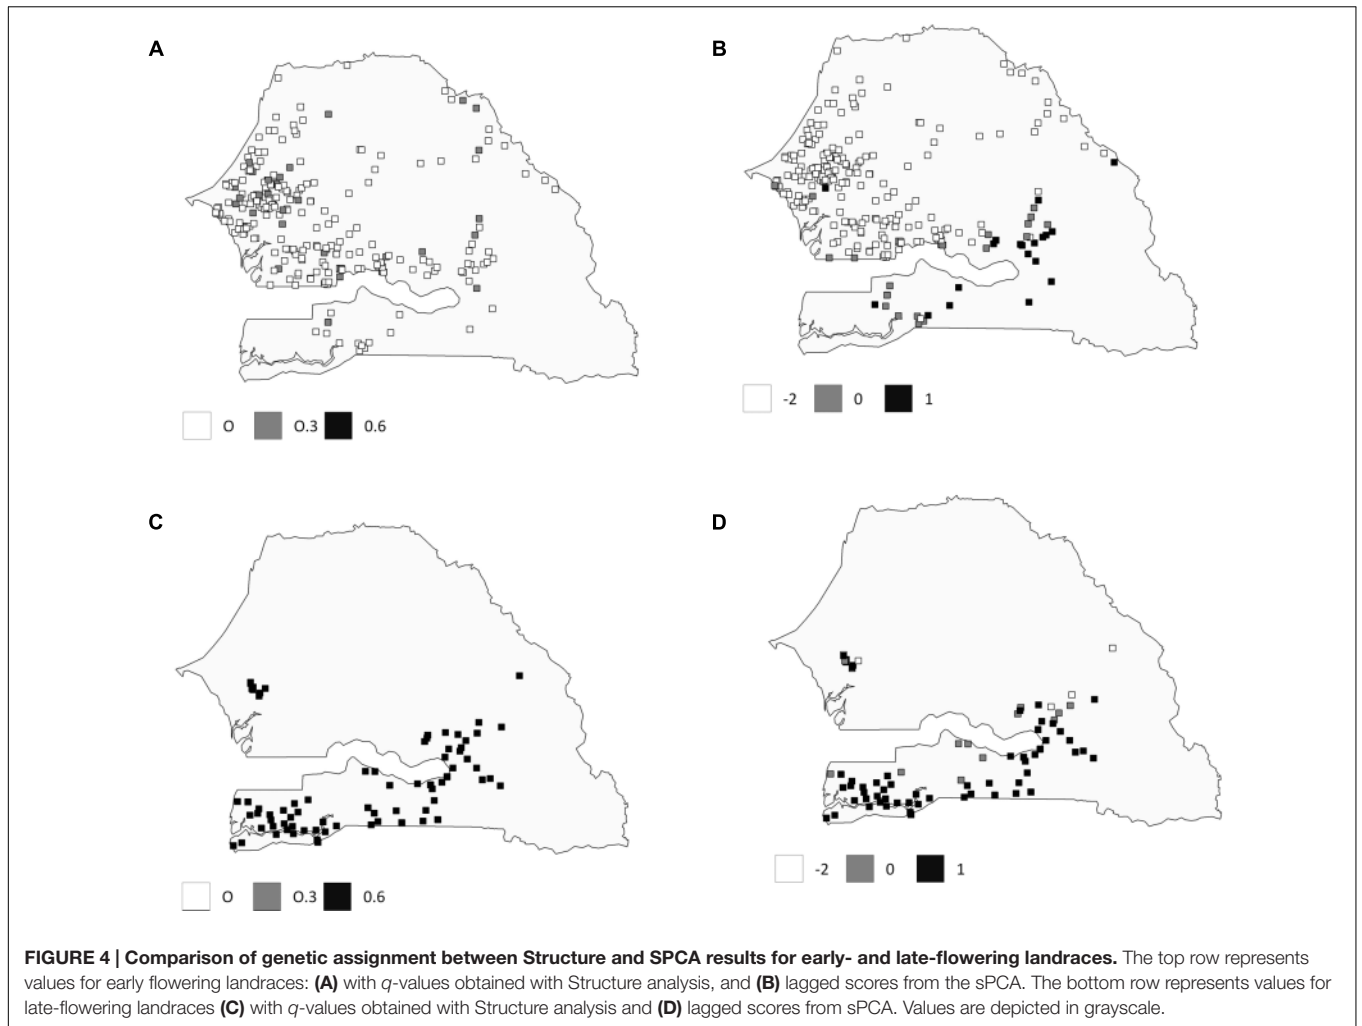 A
B
O 0.3 0.6
-2 0 1
C
D
O 0.3 0.6
-2 0 1
FIGURE 4 | Comparison of genetic assignment between Structure and SPCA results for early- and late-flowering landraces. The top row represents
values for early flowering landraces: (A) with q-values obtained with Structure analysis, and (B) lagged scores from the sPCA. The bottom row represents values for
late-flowering landraces (C) with q-values obtained with Structure analysis and (D) lagged scores from sPCA. Values are depicted in grayscale.